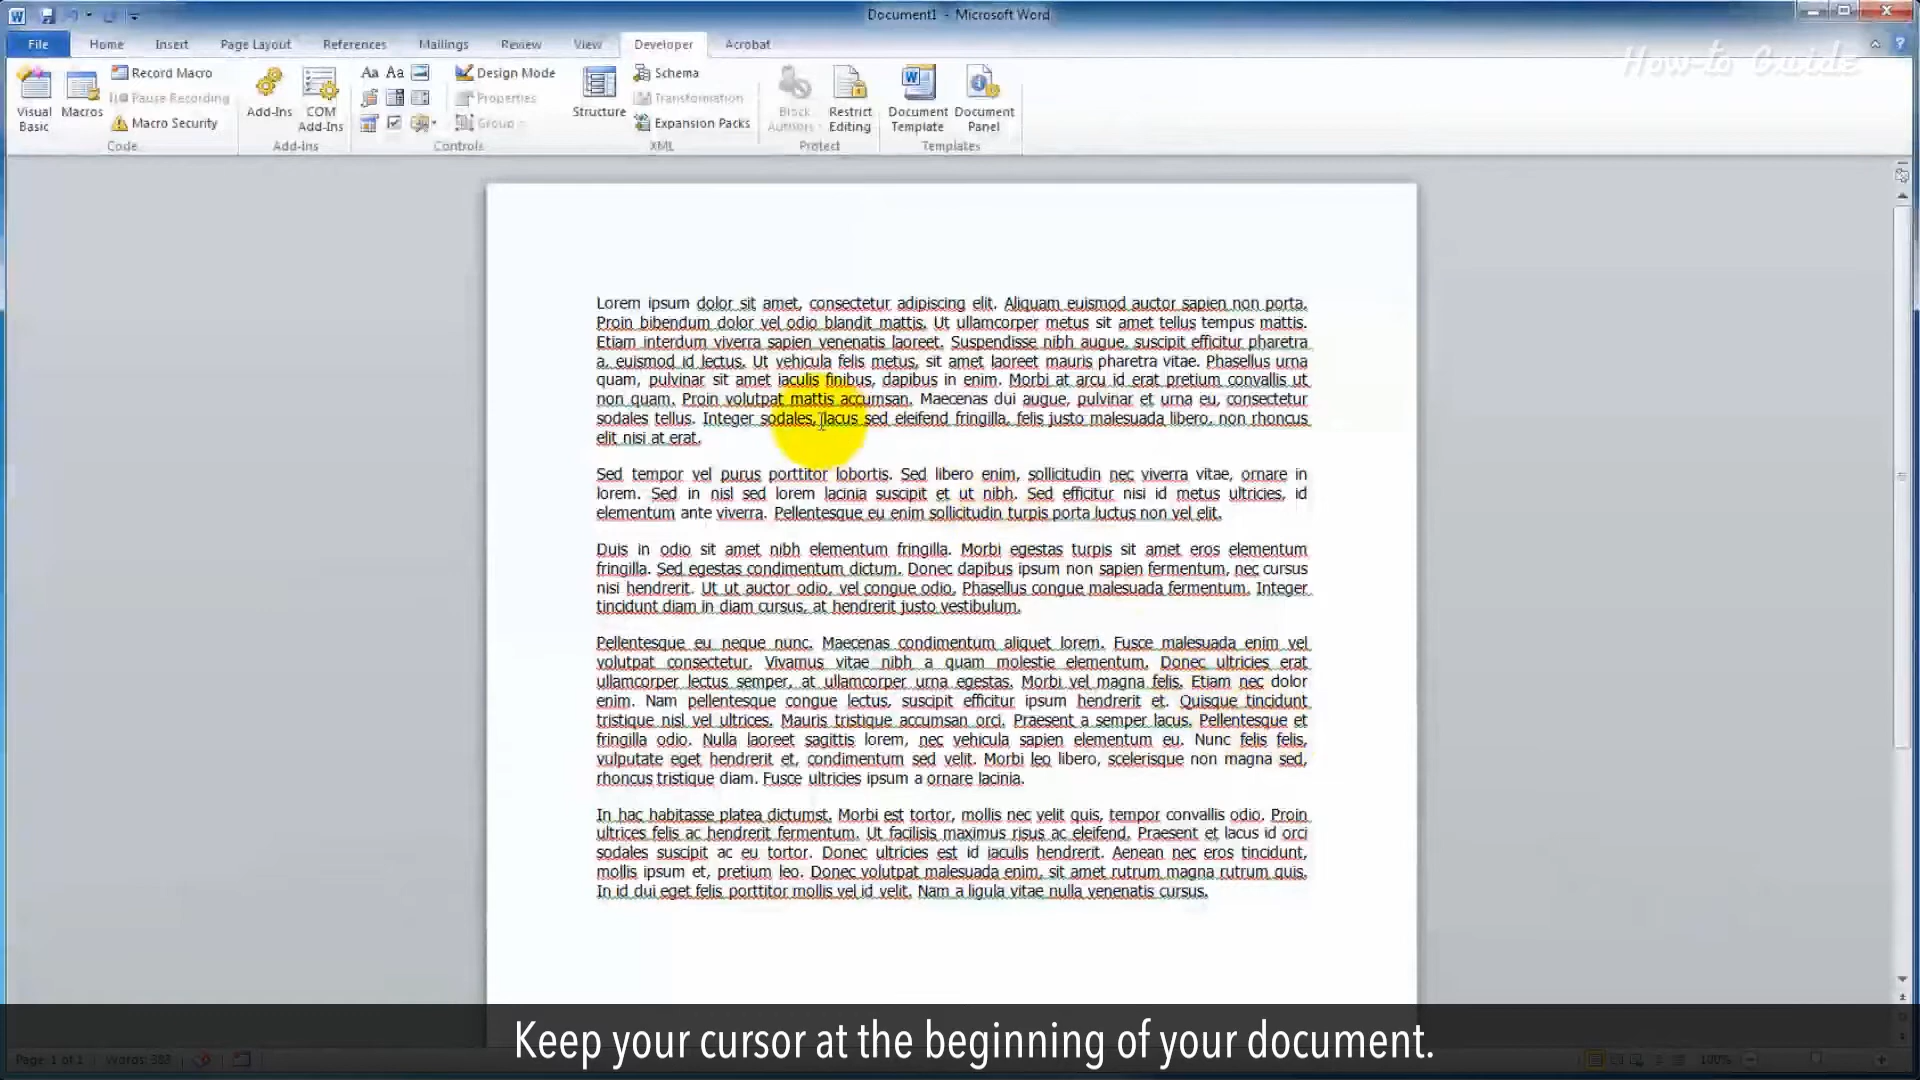 Document1 - Microsoft Word
File Home Insert Page Layout References Mailings Review View Developer Acrobat
How-to Guide
Visual Basic
Macros
Record Macro
Pause Recording
Macro Security
Code
Add-Ins
COM Add-Ins
Add-Ins
Aa Aa
Design Mode
Properties
Group
Controls
Structure
Schema
Transformation
Expansion Packs
XML
Block Authors
Restrict Editing
Protect
Document Template
Document Panel
Templates
Lorem ipsum dolor sit amet, consectetur adipiscing elit. Aliquam euismod auctor sapien non porta.
Proin bibendum dolor vel odio blandit mattis. Ut ullamcorper metus sit amet tellus tempus mattis.
Etiam interdum viverra sapien venenatis laoreet. Suspendisse nibh augue, suscipit efficitur pharetra
a, euismod id lectus. Ut vehicula felis metus, sit amet laoreet mauris pharetra vitae. Phasellus urna
quam, pulvinar sit amet iaculis finibus, dapibus in enim. Morbi at arcu id erat pretium convallis ut
non quam. Proin volutpat mattis accumsan. Maecenas dui augue, pulvinar et urna eu, consectetur
sodales tellus. Integer sodales, lacus sed eleifend fringilla, felis justo malesuada libero, non rhoncus
elit nisi at erat.
Sed tempor vel purus porttitor lobortis. Sed libero enim, sollicitudin nec viverra vitae, ornare in
lorem. Sed in nisl sed lorem lacinia suscipit et ut nibh. Sed efficitur nisi id metus ultricies, id
elementum ante viverra. Pellentesque eu enim sollicitudin turpis porta luctus non vel elit.
Duis in odio sit amet nibh elementum fringilla. Morbi egestas turpis sit amet eros elementum
fringilla. Sed egestas condimentum dictum. Donec dapibus ipsum non sapien fermentum, nec cursus
nisi hendrerit. Ut ut auctor odio, vel congue odio. Phasellus congue malesuada fermentum. Integer
tincidunt diam in diam cursus, at hendrerit justo vestibulum.
Pellentesque eu neque nunc. Maecenas condimentum aliquet lorem. Fusce malesuada enim vel
volutpat consectetur. Vivamus vitae nibh a quam molestie elementum. Donec ultricies erat
ullamcorper lectus semper, at ullamcorper urna egestas. Morbi vel magna felis. Etiam nec dolor
enim. Nam pellentesque congue lectus, suscipit efficitur ipsum hendrerit et. Quisque tincidunt
tristique nisl vel ultrices. Mauris tristique accumsan orci. Praesent a semper lacus. Pellentesque et
fringilla odio. Nulla laoreet sagittis lorem, nec vehicula sapien elementum eu. Nunc felis felis,
vulputate eget hendrerit et, condimentum sed velit. Morbi leo libero, scelerisque non magna sed,
rhoncus tristique diam. Fusce ultricies ipsum a ornare lacinia.
In hac habitasse platea dictumst. Morbi est tortor, mollis nec velit quis, tempor convallis odio. Proin
ultrices felis ac hendrerit fermentum. Ut facilisis maximus risus ac eleifend. Praesent et lacus id orci
sodales suscipit ac eu tortor. Donec ultricies est id iaculis hendrerit. Aenean nec eros tincidunt,
mollis ipsum et, pretium leo. Donec volutpat malesuada enim, sit amet rutrum magna rutrum quis.
In id dui eget felis porttitor mollis vel id velit. Nam a ligula vitae nulla venenatis cursus.
Keep your cursor at the beginning of your document.
Page: 1 of 1 Words: 383 100%